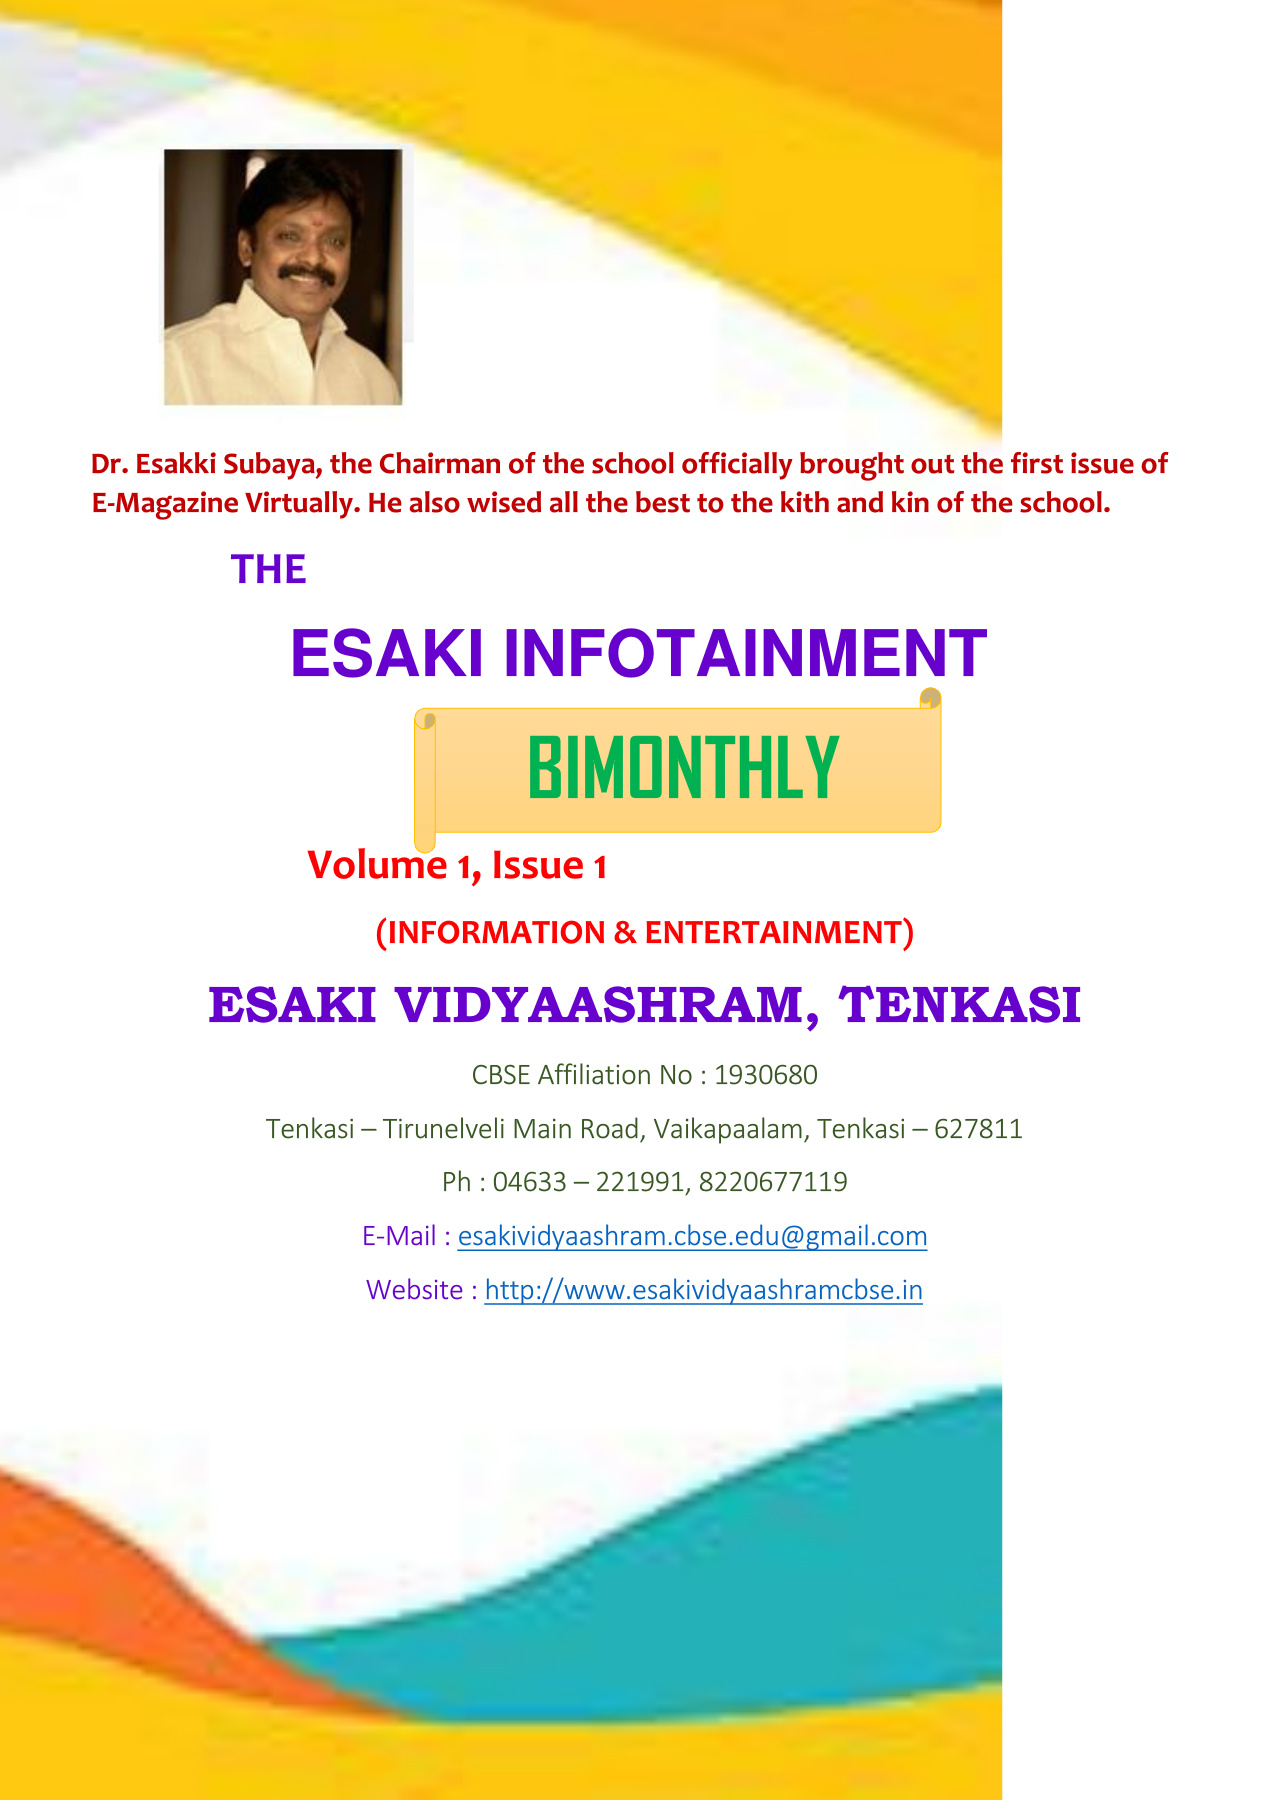 Dr. Esakki Subaya, the Chairman of the school officially brought out the first issue of
E-Magazine Virtually. He also wised all the best to the kith and kin of the school.
THE
ESAKI INFOTAINMENT
BIMONTHLY
Volume 1, Issue 1
(INFORMATION & ENTERTAINMENT)
ESAKI VIDYAASHRAM, TENKASI
CBSE Affiliation No : 1930680
Tenkasi – Tirunelveli Main Road, Vaikapaalam, Tenkasi – 627811
Ph : 04633 – 221991, 8220677119
E-Mail : esakividyaashram.cbse.edu@gmail.com
Website : http://www.esakividyaashramcbse.in